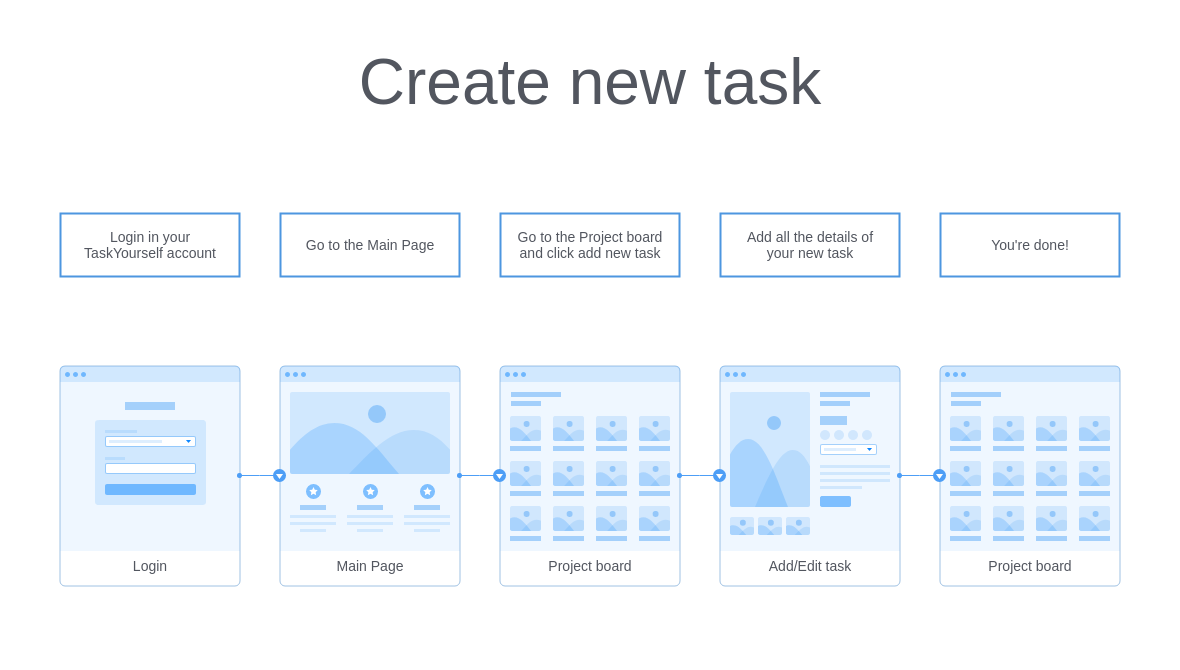 Create new task
Login in your
TaskYourself account
Go to the Main Page
Go to the Project board
and click add new task
Add all the details of
your new task
You're done!
Login
Main Page
Project board
Add/Edit task
Project board